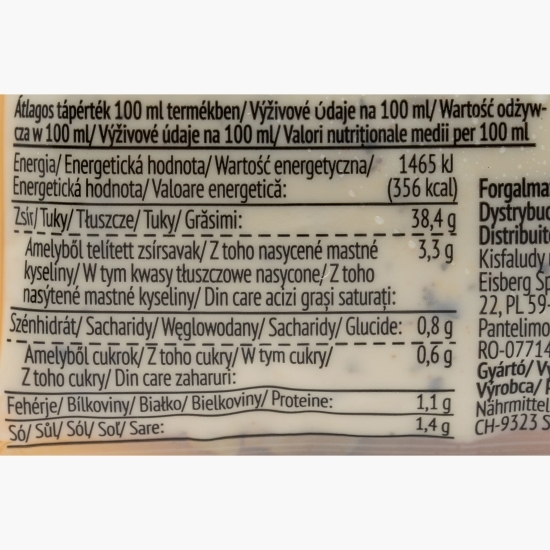 Átlagos tápérték 100 ml termékben/ Výživové údaje na 100 ml/ Wartość odżyw-
cza w 100 ml/ Výživové údaje na 100 ml/ Valori nutriționale medii per 100 ml
Energia/ Energetická hodnota/ Wartość energetyczna/ 1465 kJ
Energetická hodnota/ Valoare energetică: (356 kcal)
Zsír/ Tuky/ Tłuszcze/ Tuky/ Grăsimi: 38,4 g
Amelyből telített zsírsavak/ Z toho nasycené mastné 3,3 g
kyseliny/ W tym kwasy tłuszczowe nasycone/ Z toho
nasýtené mastné kyseliny/ Din care acizi grași saturați:
Szénhidrát/ Sacharidy/ Węglowodany/ Sacharidy/ Glucide: 0,8 g
Amelyből cukrok/ Z toho cukry/ W tym cukry/ 0,6 g
Z toho cukry/ Din care zaharuri:
Fehérje/ Bílkoviny/ Białko/ Bielkoviny/ Proteine: 1,1 g
Só/ Sůl/ Sól/ Soľ/ Sare: 1,4 g
Forgalma
Dystrybuc
Distribuito
Kisfaludy
Eisberg Sp
22, PL 59-
Pantelimo
RO-07714
Gyártó/ Vý
Výrobca/
Nährmittel
CH-9323 S